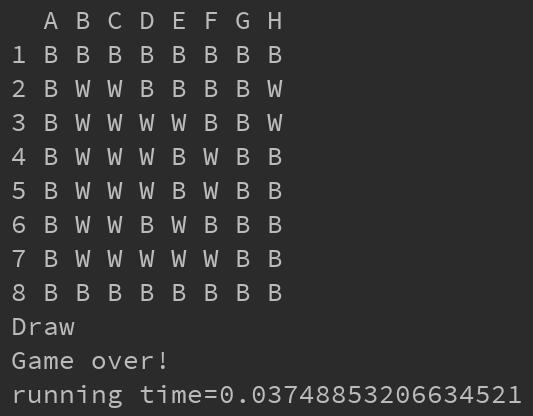 A B C D E F G H
1 B B B B B B B B
2 B W W B B B B W
3 B W W W W B B W
4 B W W W B W B B
5 B W W W B W B B
6 B W W B W B B B
7 B W W W W W B B
8 B B B B B B B B
Draw
Game over!
running time=0.03748853206634521